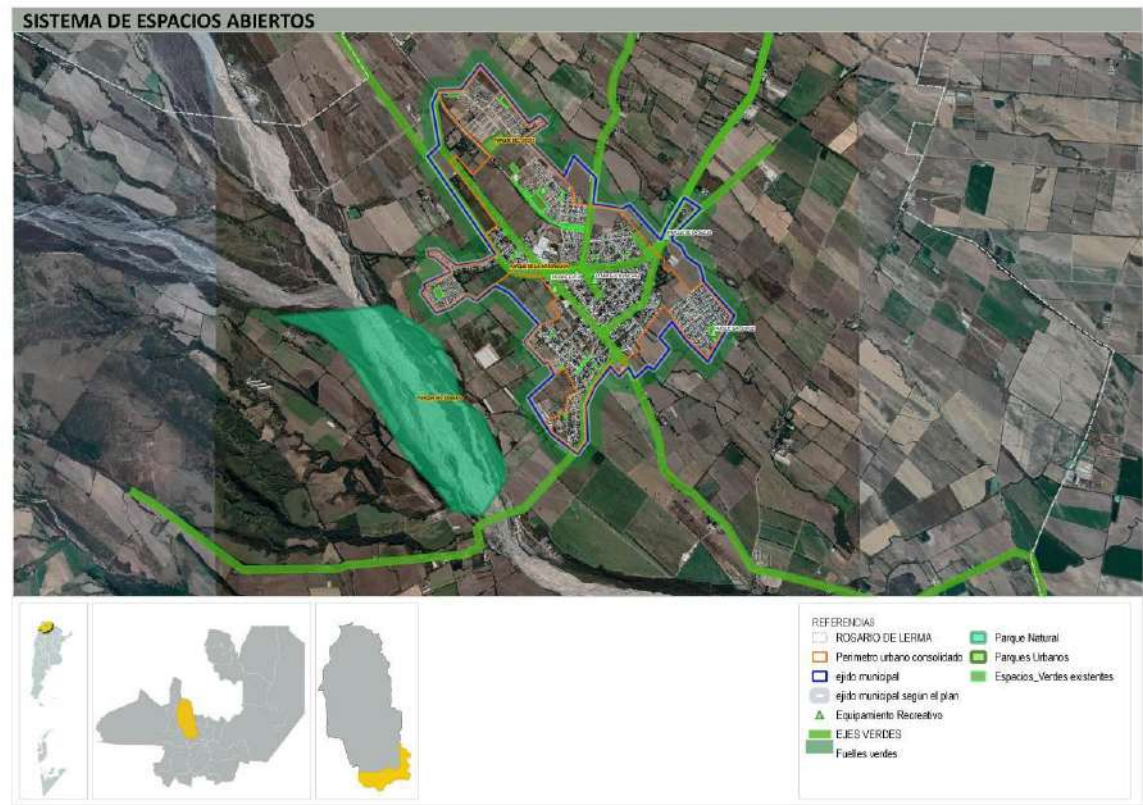 SISTEMA DE ESPACIOS ABIERTOS
REFERENCIAS
ROSARIO DE LERMA
Perimetro urbano consolidado
ejido municipal
ejido municipal según el plan
Equipamiento Recreativo
EJES VERDES
Fuelles verdes
Parque Natural
Parques Urbanos
Espacios_Verdes existentes